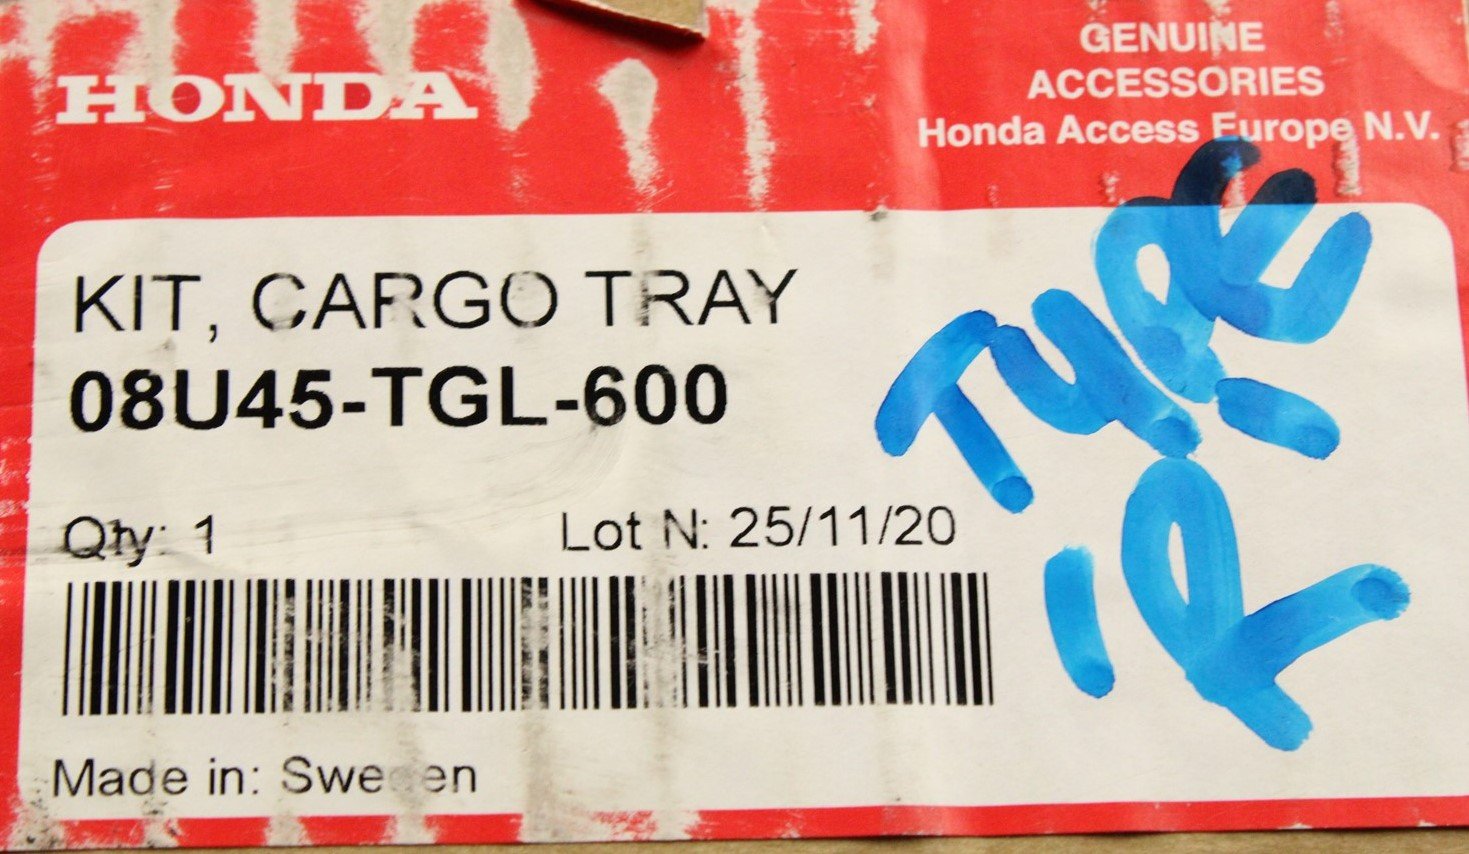 HONDA
GENUINE
ACCESSORIES
Honda Access Europe N.V.
KIT, CARGO TRAY
08U45-TGL-600
Qty: 1 Lot N: 25/11/20
Made in: Sweden
TYPE-